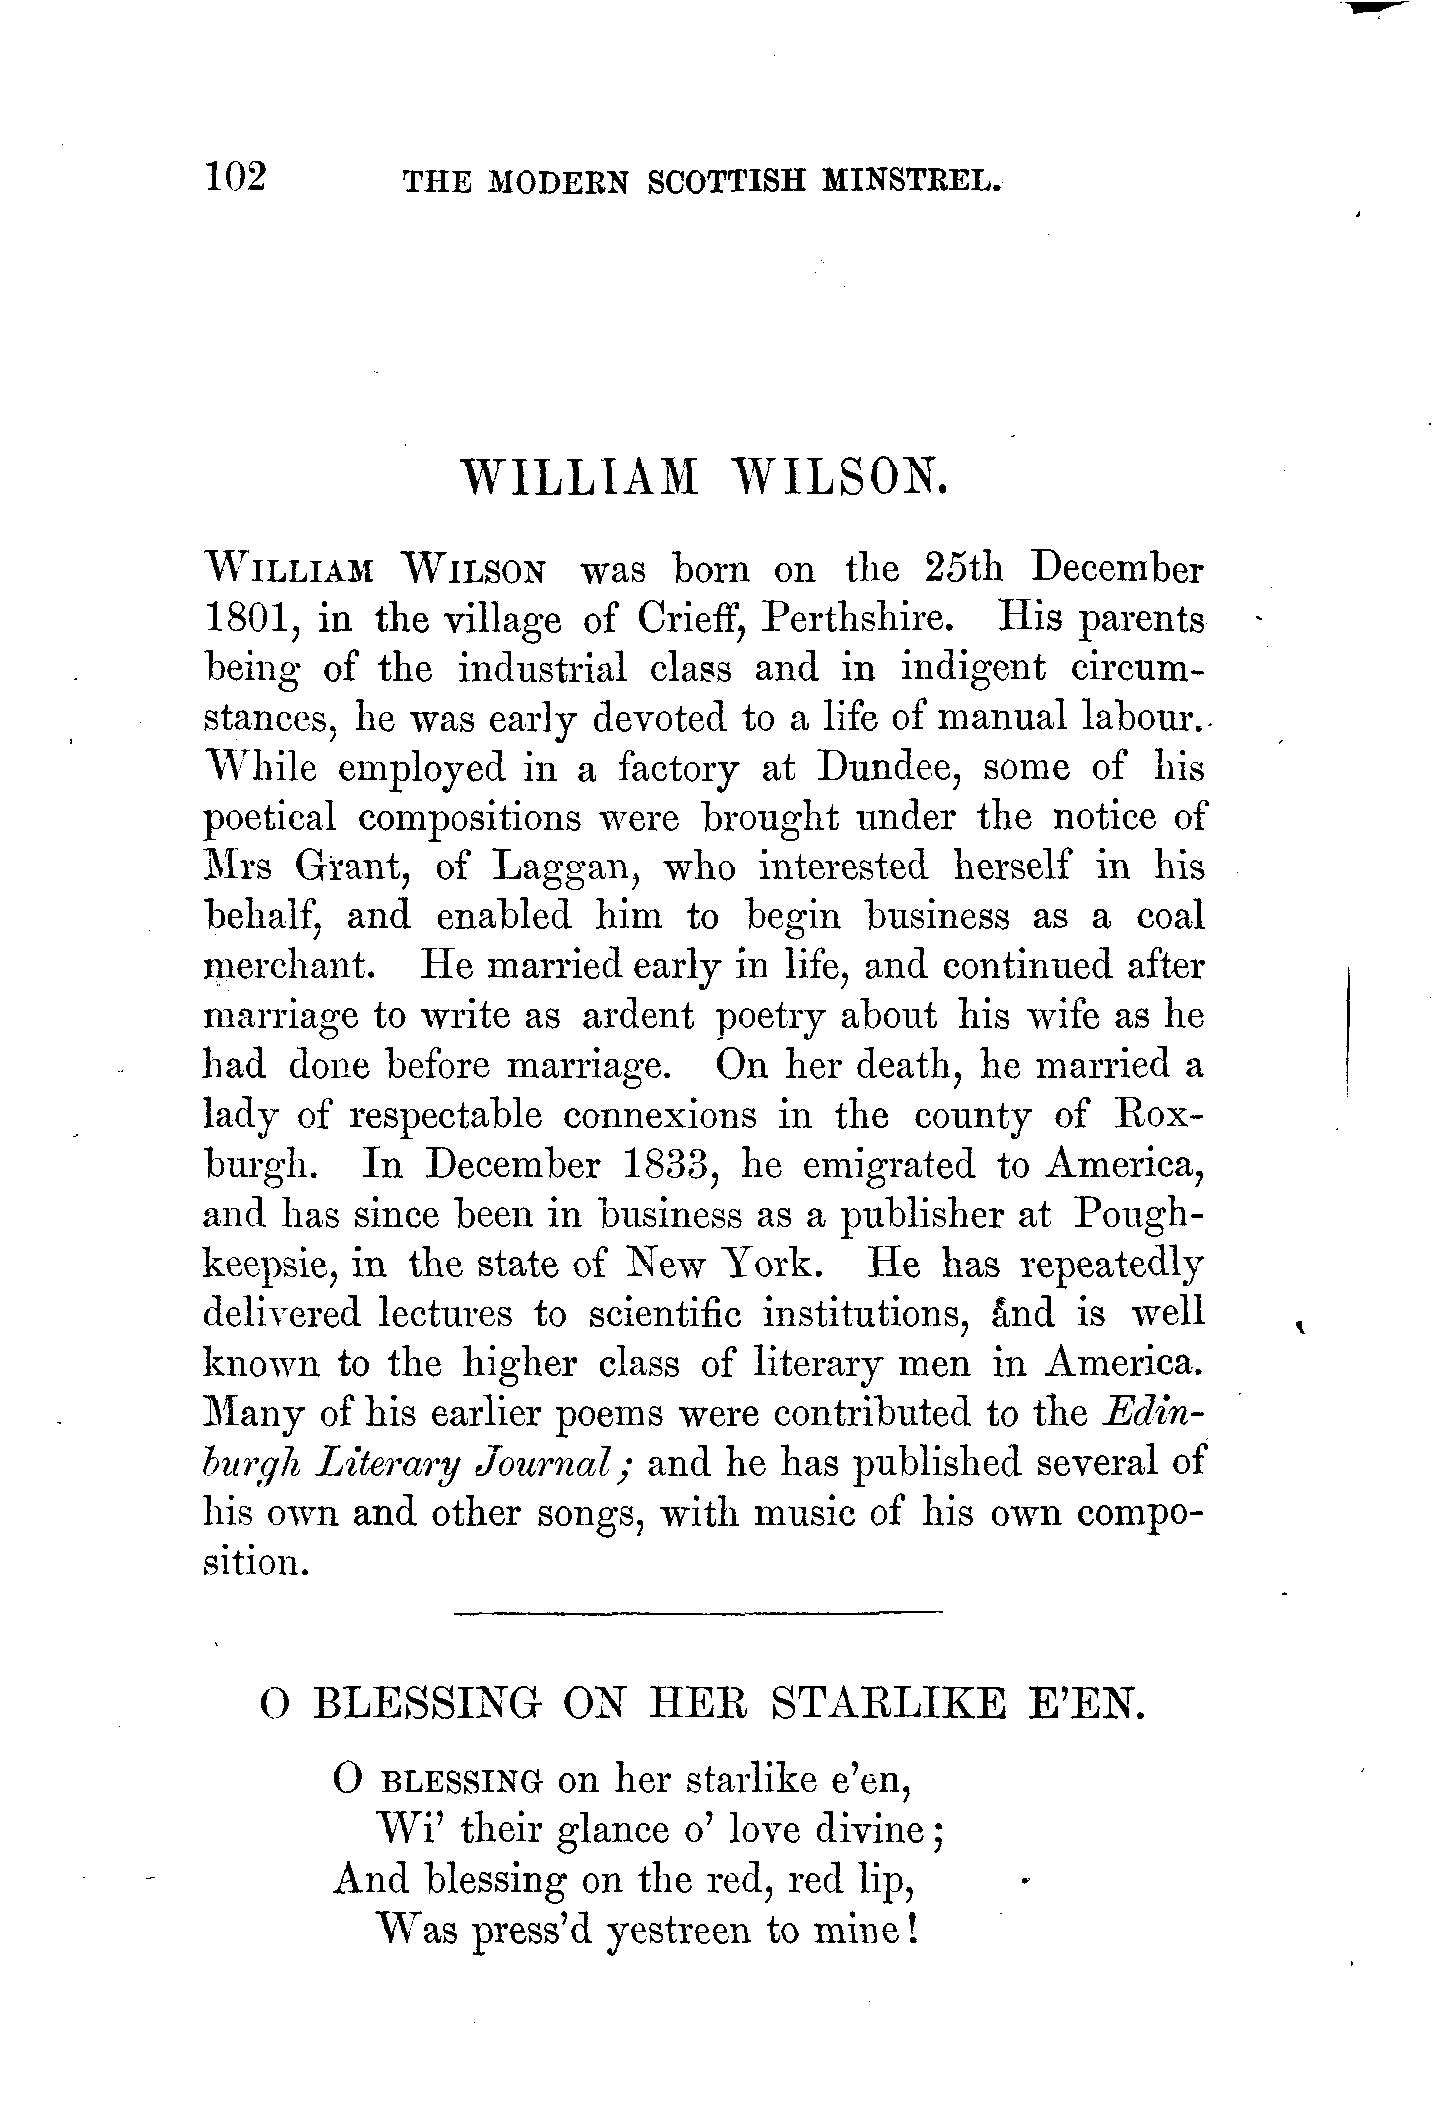 102 THE MODERN SCOTTISH MINSTREL.
WILLIAM WILSON.
WILLIAM WILSON was born on the 25th December
1801, in the village of Crieff, Perthshire. His parents
being of the industrial class and in indigent circum-
stances, he was early devoted to a life of manual labour.
While employed in a factory at Dundee, some of his
poetical compositions were brought under the notice of
Mrs Grant, of Laggan, who interested herself in his
behalf, and enabled him to begin business as a coal
merchant. He married early in life, and continued after
marriage to write as ardent poetry about his wife as he
had done before marriage. On her death, he married a
lady of respectable connexions in the county of Rox-
burgh. In December 1833, he emigrated to America,
and has since been in business as a publisher at Pough-
keepsie, in the state of New York. He has repeatedly
delivered lectures to scientific institutions, and is well
known to the higher class of literary men in America.
Many of his earlier poems were contributed to the Edin-
burgh Literary Journal; and he has published several of
his own and other songs, with music of his own compo-
sition.
O BLESSING ON HER STARLIKE E'EN.
O BLESSING on her starlike e'en,
Wi' their glance o' love divine;
And blessing on the red, red lip,
Was press'd yestreen to mine!